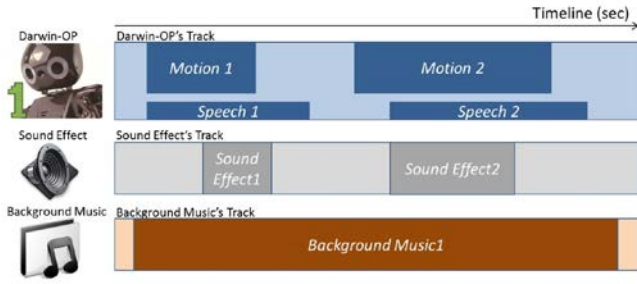 Timeline (sec)
Darwin-OP
Darwin-OP's Track
1
Motion 1
Motion 2
Speech 1
Speech 2
Sound Effect
Sound Effect's Track
Sound
Effect1
Sound Effect2
Background Music
Background Music's Track
Background Music1